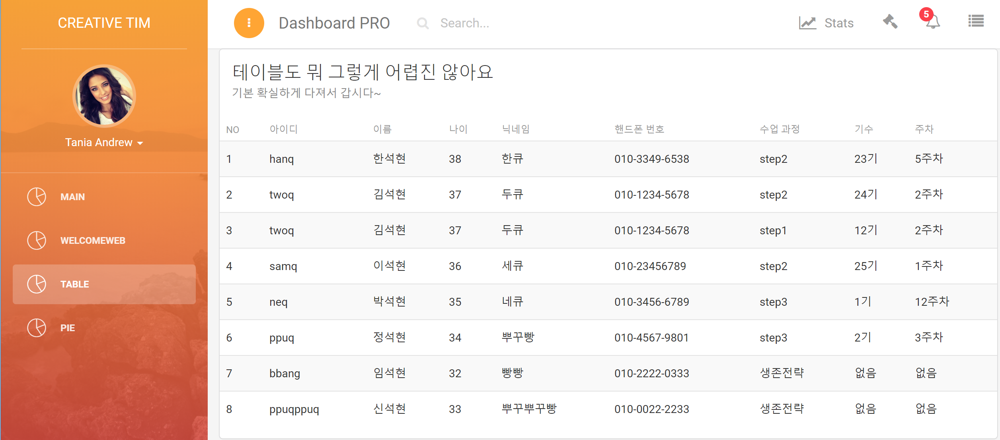 CREATIVE TIM
Tania Andrew
MAIN
WELCOMEWEB
TABLE
PIE
Dashboard PRO Search... Stats 5
테이블도 뭐 그렇게 어렵진 않아요
기본 확실하게 다져서 갑시다~
NO 아이디 이름 나이 닉네임 핸드폰 번호 수업 과정 기수 주차
1 hanq 한석현 38 한큐 010-3349-6538 step2 23기 5주차
2 twoq 김석현 37 두큐 010-1234-5678 step2 24기 2주차
3 twoq 김석현 37 두큐 010-1234-5678 step1 12기 2주차
4 samq 이석현 36 세큐 010-23456789 step2 25기 1주차
5 neq 박석현 35 네큐 010-3456-6789 step3 1기 12주차
6 ppuq 정석현 34 뿌꾸빵 010-4567-9801 step3 2기 3주차
7 bbang 임석현 32 빵빵 010-2222-0333 생존전략 없음 없음
8 ppuqppuq 신석현 33 뿌꾸뿌꾸빵 010-0022-2233 생존전략 없음 없음